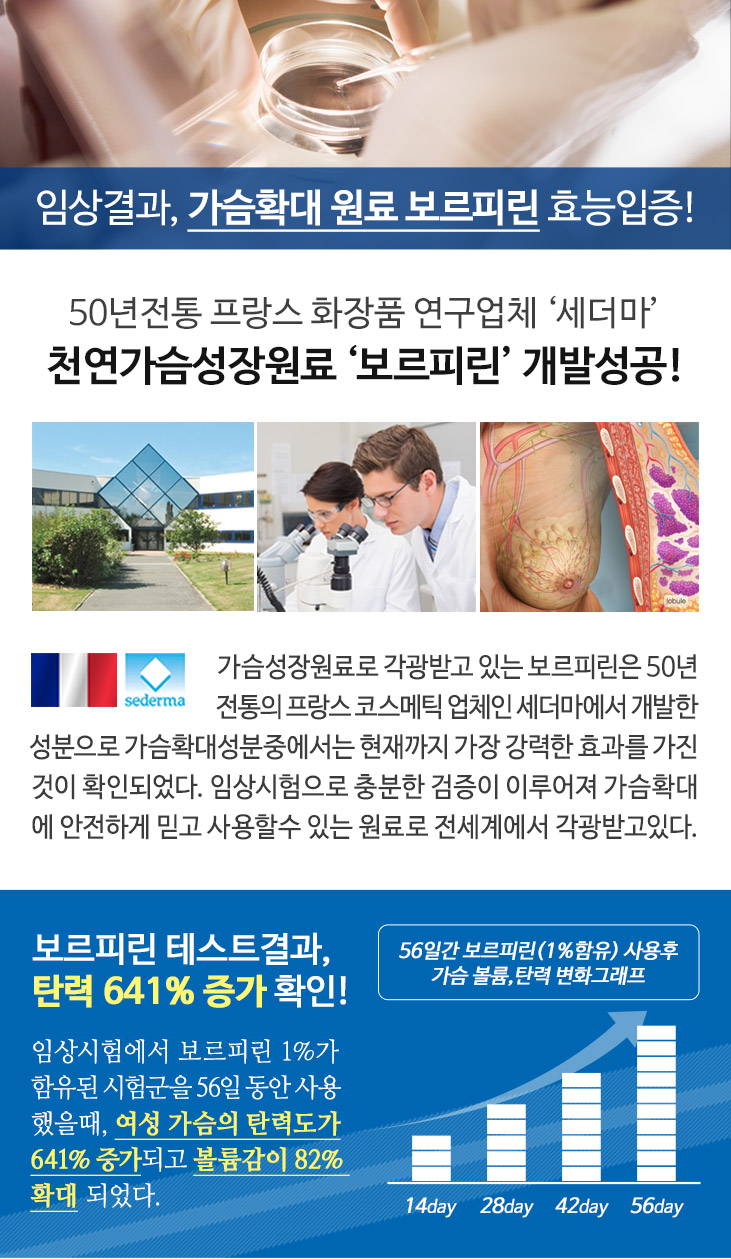 임상결과, 가슴확대 원료 보르피린 효능입증!
50년전통 프랑스 화장품 연구업체 ‘세더마’
천연가슴성장원료 ‘보르피린’ 개발성공!
lobule
sederma
가슴성장원료로 각광받고 있는 보르피린은 50년
전통의 프랑스 코스메틱 업체인 세더마에서 개발한
성분으로 가슴확대성분중에서는 현재까지 가장 강력한 효과를 가진
것이 확인되었다. 임상시험으로 충분한 검증이 이루어져 가슴확대
에 안전하게 믿고 사용할수 있는 원료로 전세계에서 각광받고있다.
보르피린 테스트결과,
탄력 641% 증가 확인!
임상시험에서 보르피린 1%가
함유된 시험군을 56일 동안 사용
했을때, 여성 가슴의 탄력도가
641% 증가되고 볼륨감이 82%
확대 되었다.
56일간 보르피린(1%함유) 사용후
가슴 볼륨,탄력 변화그래프
14day 28day 42day 56day